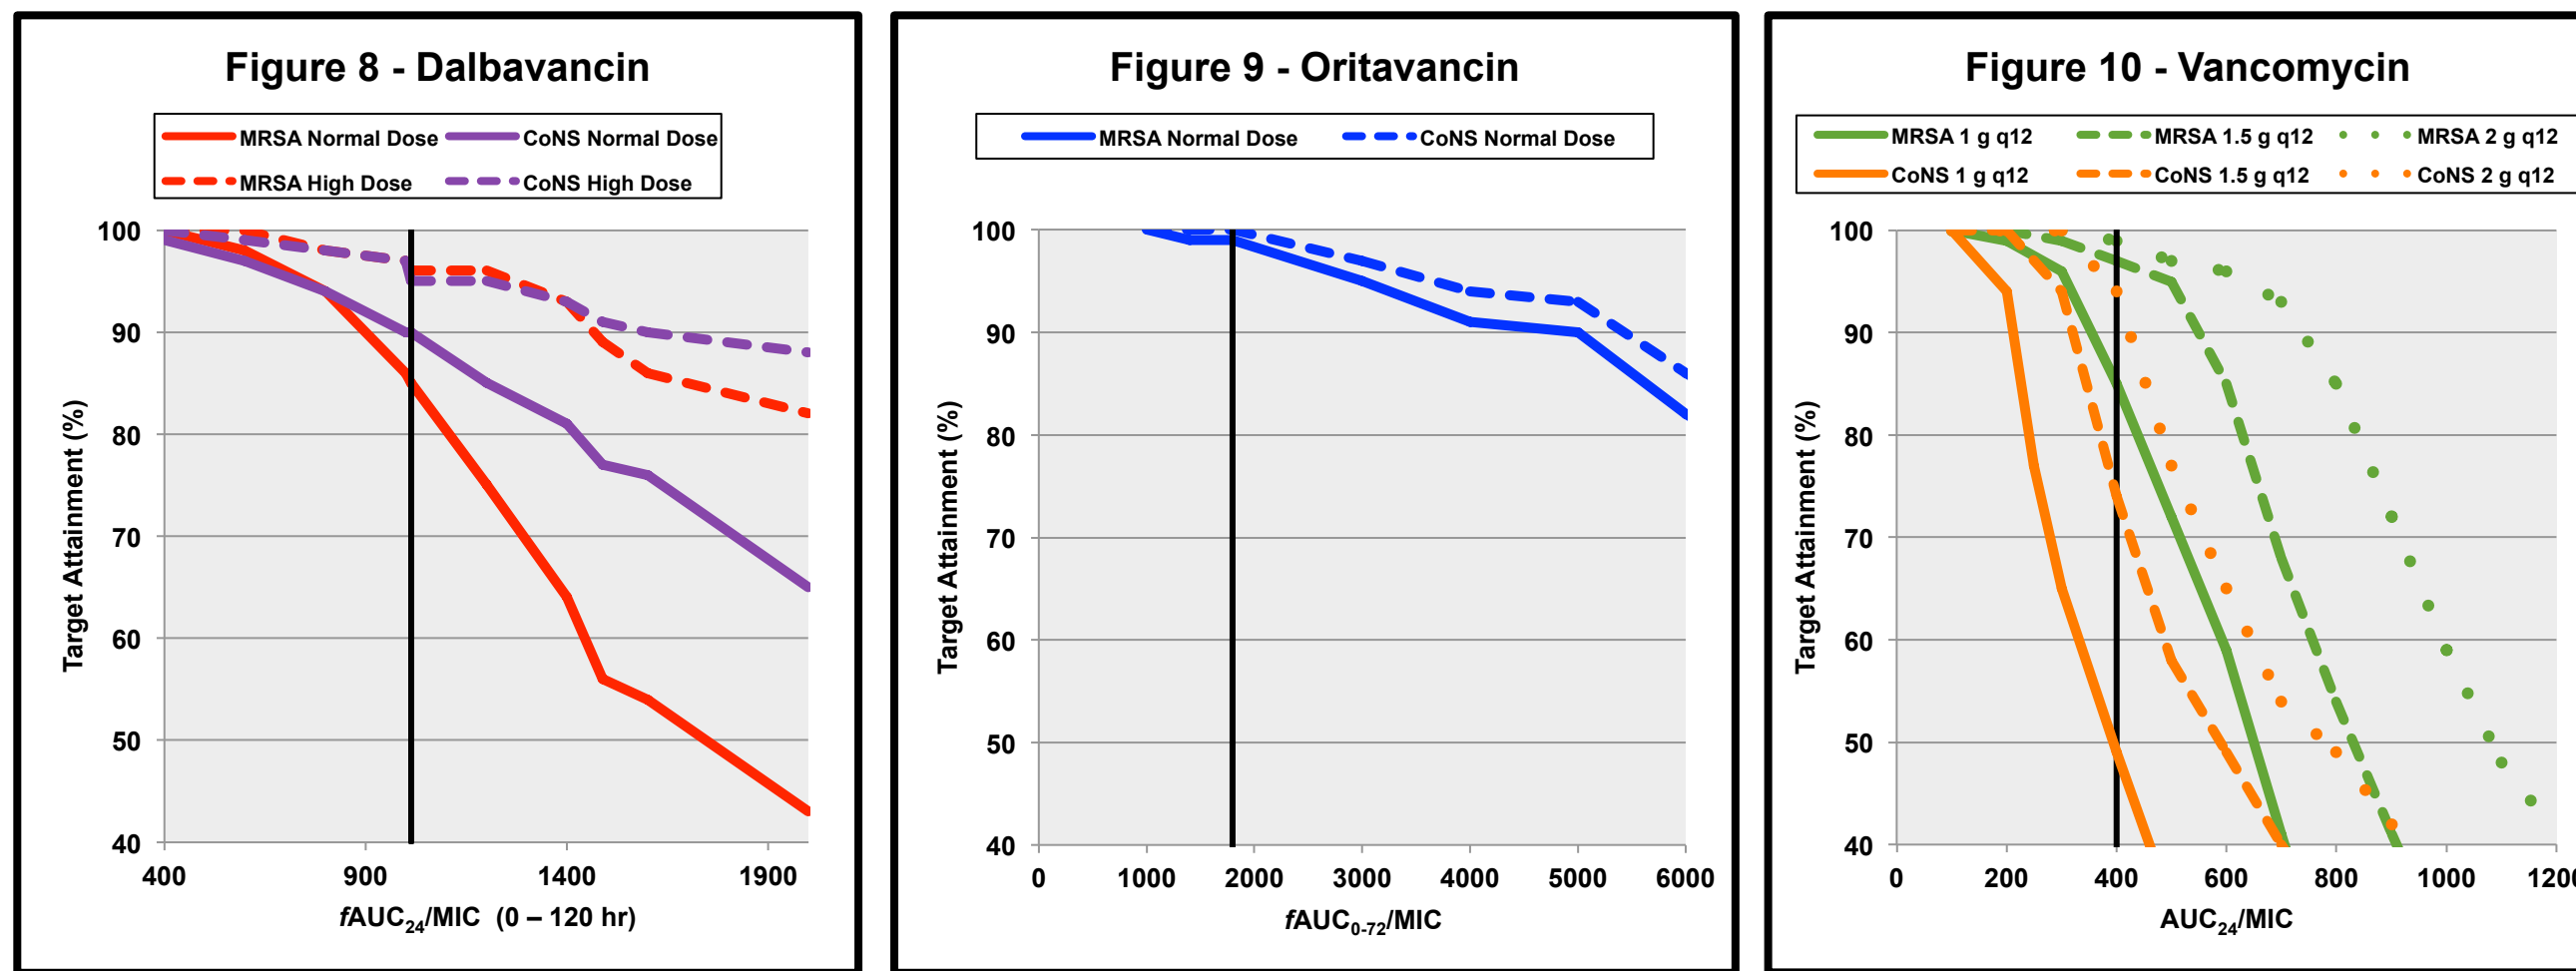 Figure 8 - Dalbavancin
MRSA Normal Dose CoNS Normal Dose
MRSA High Dose CoNS High Dose
100
90
80
70
60
50
40
Target Attainment (%)
400 900 1400 1900
fAUC24/MIC (0 – 120 hr)
Figure 9 - Oritavancin
MRSA Normal Dose CoNS Normal Dose
100
90
80
70
60
50
40
Target Attainment (%)
0 1000 2000 3000 4000 5000 6000
fAUC0-72/MIC
Figure 10 - Vancomycin
MRSA 1 g q12 MRSA 1.5 g q12 MRSA 2 g q12
CoNS 1 g q12 CoNS 1.5 g q12 CoNS 2 g q12
100
90
80
70
60
50
40
Target Attainment (%)
0 200 400 600 800 1000 1200
AUC24/MIC